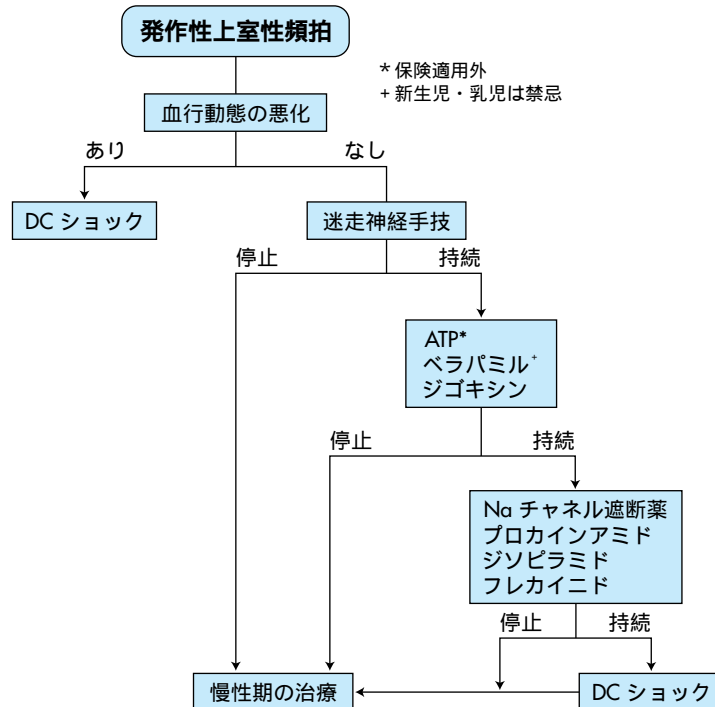 発作性上室性頻拍
* 保険適用外
+ 新生児・乳児は禁忌
血行動態の悪化
あり
なし
DC ショック
迷走神経手技
停止
持続
ATP*
ベラパミル+
ジゴキシン
停止
持続
Na チャネル遮断薬
プロカインアミド
ジソピラミド
フレカイニド
停止
持続
慢性期の治療
DC ショック